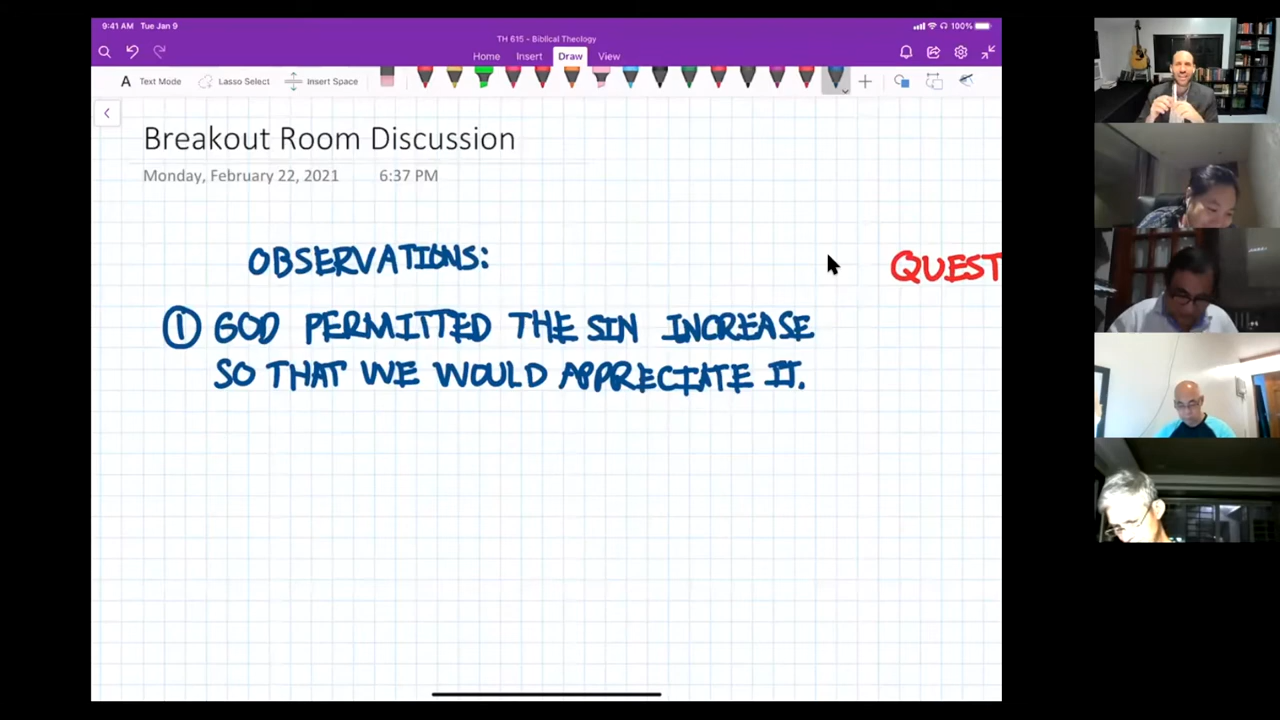 9:41 AM Tue Jan 9
100%
TH 615 - Biblical Theology
Home Insert Draw View
A Text Mode Lasso Select Insert Space
Breakout Room Discussion
Monday, February 22, 2021 6:37 PM
OBSERVATIONS:
QUEST
① GOD PERMITTED THE SIN INCREASE
SO THAT WE WOULD APPRECIATE IT.